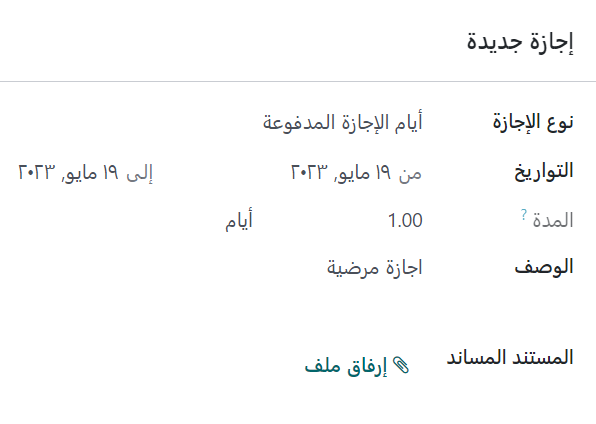 إجازة جديدة
نوع الإجازة أيام الإجازة المدفوعة
التواريخ من ١٩ مايو, ٢٠٢٣ إلى ١٩ مايو, ٢٠٢٣
المدة ? 1.00 أيام
الوصف اجازة مرضية
المستند المساند إرفاق ملف